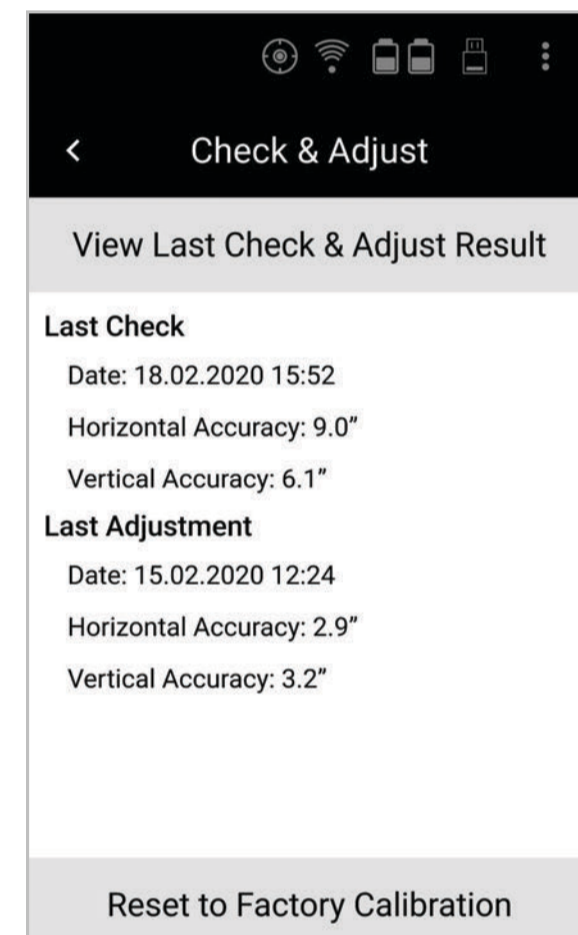 Check & Adjust
View Last Check & Adjust Result
Last Check
Date: 18.02.2020 15:52
Horizontal Accuracy: 9.0”
Vertical Accuracy: 6.1”
Last Adjustment
Date: 15.02.2020 12:24
Horizontal Accuracy: 2.9”
Vertical Accuracy: 3.2”
Reset to Factory Calibration